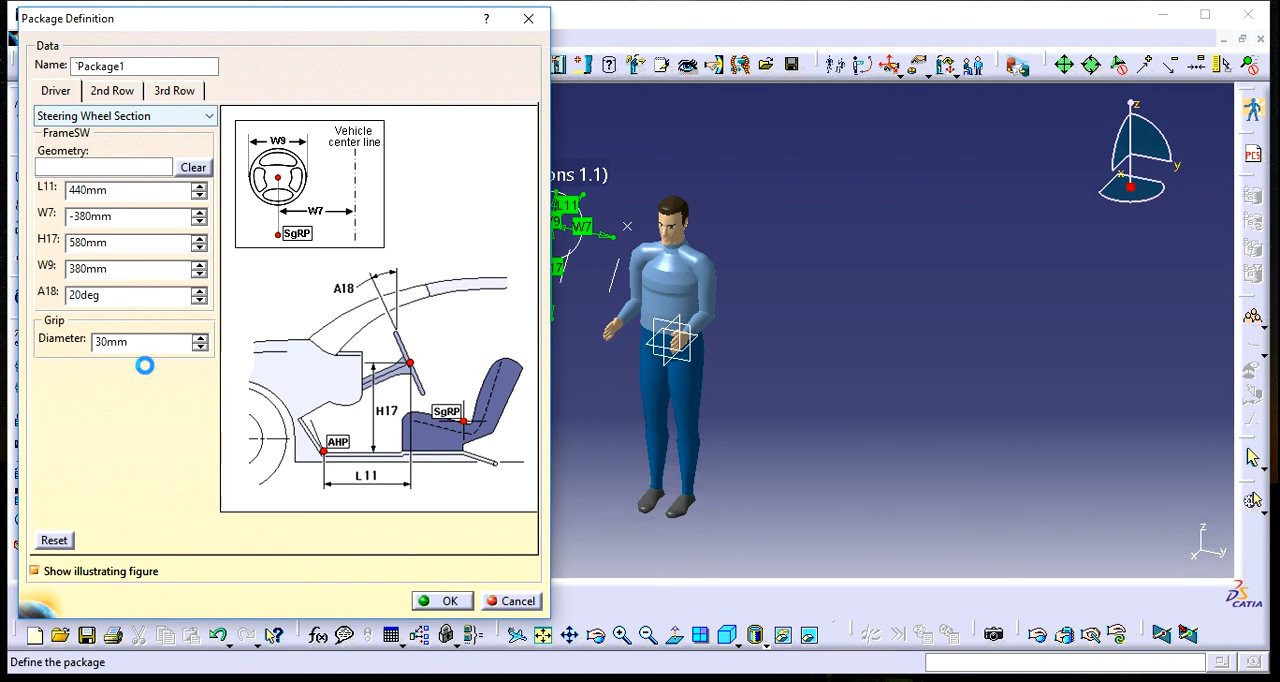 Package Definition
?
Data
Name: `Package1
Driver
2nd Row
3rd Row
Steering Wheel Section
FrameSW
Geometry:
Clear
L11: 440mm
W7: -380mm
H17: 580mm
W9: 380mm
A18: 20deg
Grip
Diameter: 30mm
W9
Vehicle
center line
W7
SgRP
A18
H17
SgRP
AHP
L11
Reset
Show illustrating figure
OK
Cancel
ons 1.1)
L11
W7
z
y
x
PCS
z
x
y
CATIA
f(x)
Define the package